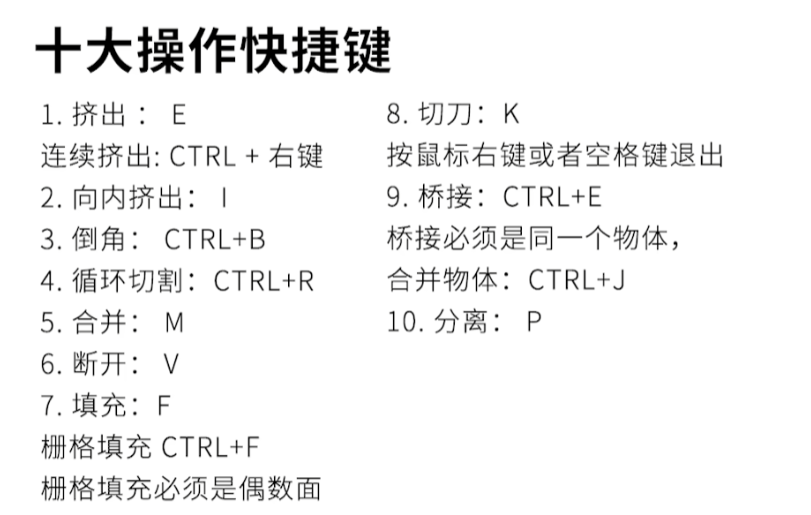 十大操作快捷键
1. 挤出： E
连续挤出: CTRL + 右键
2. 向内挤出： I
3. 倒角： CTRL+B
4. 循环切割：CTRL+R
5. 合并： M
6. 断开： V
7. 填充：F
栅格填充 CTRL+F
栅格填充必须是偶数面
8. 切刀：K
按鼠标右键或者空格键退出
9. 桥接：CTRL+E
桥接必须是同一个物体，
合并物体：CTRL+J
10. 分离： P